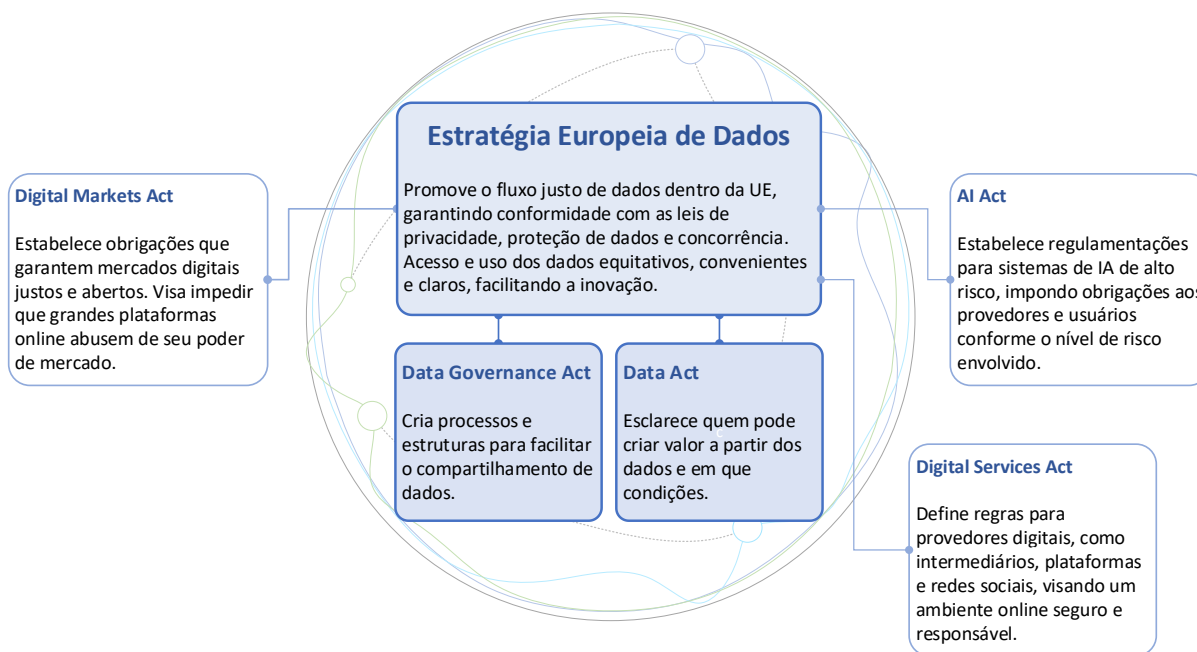 Estratégia Europeia de Dados
Promove o fluxo justo de dados dentro da UE,
garantindo conformidade com as leis de
privacidade, proteção de dados e concorrência.
Acesso e uso dos dados equitativos, convenientes
e claros, facilitando a inovação.
Digital Markets Act
Estabelece obrigações que
garantem mercados digitais
justos e abertos. Visa impedir
que grandes plataformas
online abusem de seu poder
de mercado.
AI Act
Estabelece regulamentações
para sistemas de IA de alto
risco, impondo obrigações aos
provedores e usuários
conforme o nível de risco
envolvido.
Data Governance Act
Cria processos e
estruturas para facilitar
o compartilhamento de
dados.
Data Act
Esclarece quem pode
criar valor a partir dos
dados e em que
condições.
Digital Services Act
Define regras para
provedores digitais, como
intermediários, plataformas
e redes sociais, visando um
ambiente online seguro e
responsável.